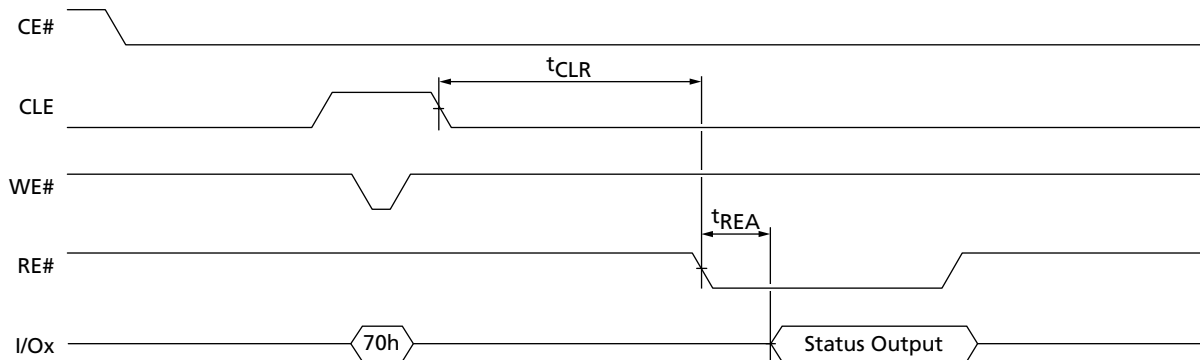 CE#
tCLR
CLE
WE#
tREA
RE#
I/Ox
70h
Status Output